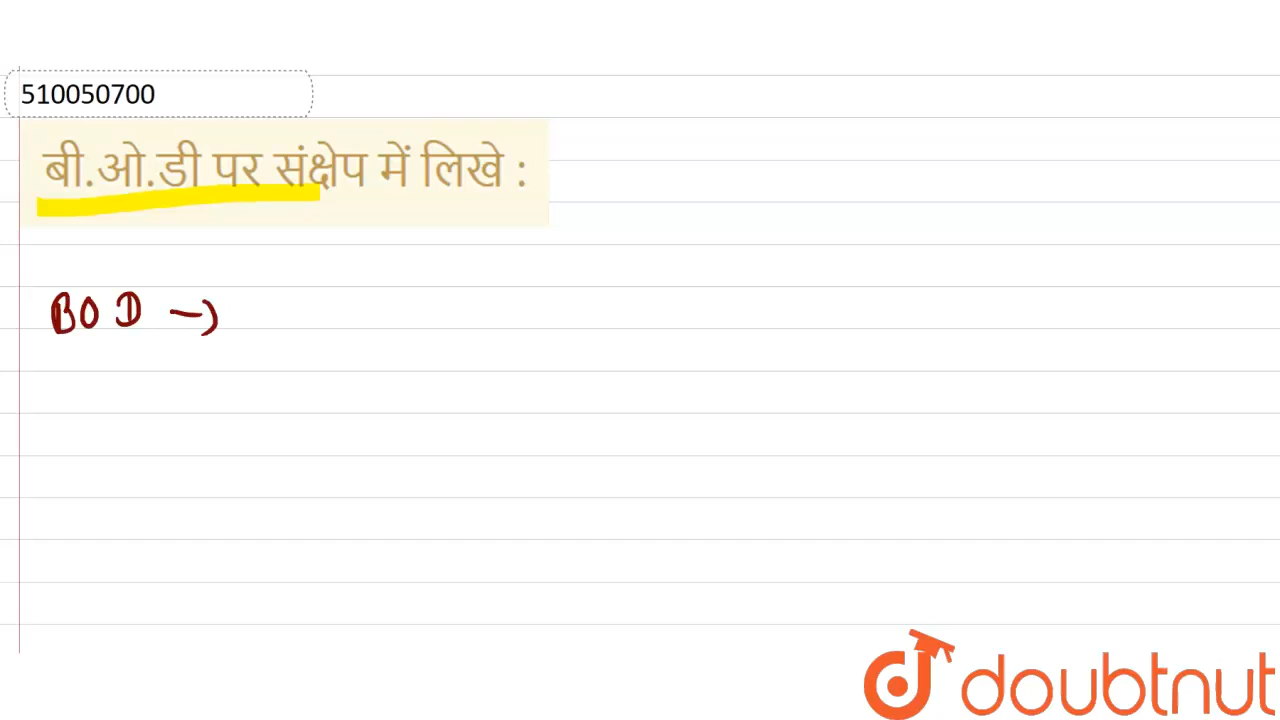 510050700
बी.ओ.डी पर संक्षेप में लिखे :
BOD →
doubtnut